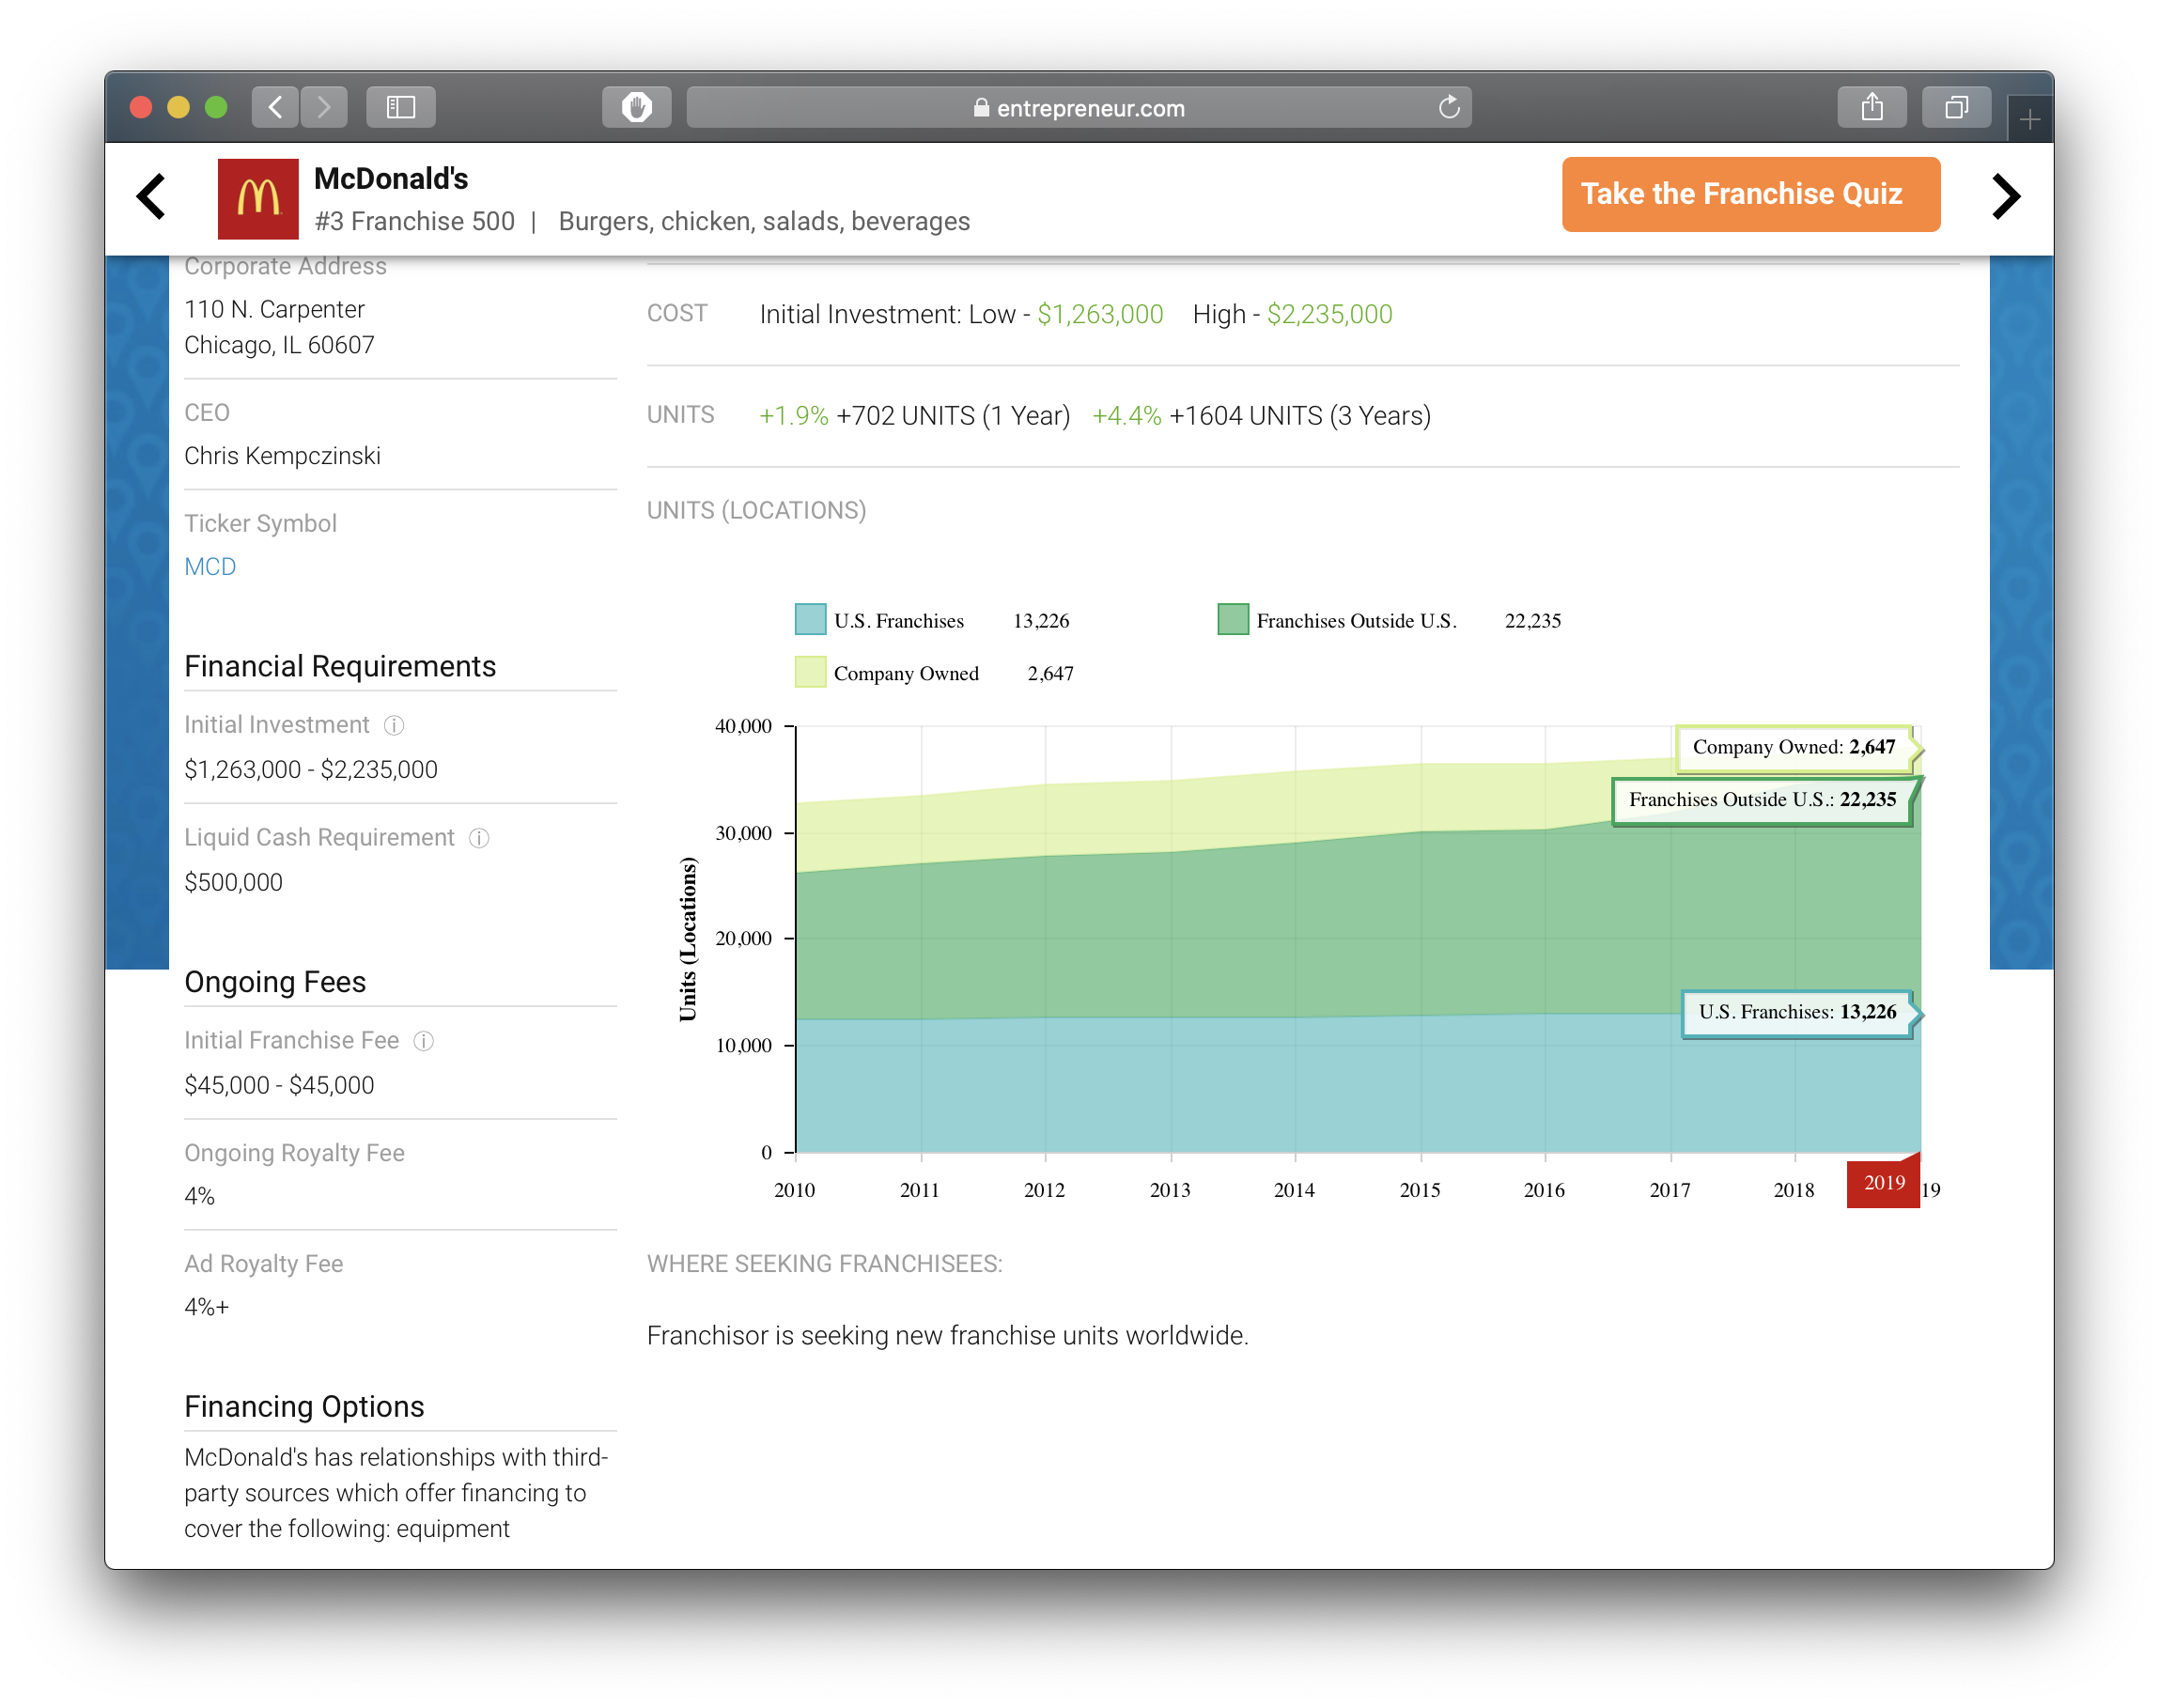 entrepreneur.com
McDonald's
#3 Franchise 500 | Burgers, chicken, salads, beverages
Take the Franchise Quiz
Corporate Address
110 N. Carpenter
Chicago, IL 60607
CEO
Chris Kempczinski
Ticker Symbol
MCD
Financial Requirements
Initial Investment
$1,263,000 - $2,235,000
Liquid Cash Requirement
$500,000
Ongoing Fees
Initial Franchise Fee
$45,000 - $45,000
Ongoing Royalty Fee
4%
Ad Royalty Fee
4%+
Financing Options
McDonald's has relationships with third-
party sources which offer financing to
cover the following: equipment
COST Initial Investment: Low - $1,263,000 High - $2,235,000
UNITS +1.9% +702 UNITS (1 Year) +4.4% +1604 UNITS (3 Years)
UNITS (LOCATIONS)
U.S. Franchises 13,226 Franchises Outside U.S. 22,235
Company Owned 2,647
Units (Locations)
40,000
30,000
20,000
10,000
0
Company Owned: 2,647
Franchises Outside U.S.: 22,235
U.S. Franchises: 13,226
2010 2011 2012 2013 2014 2015 2016 2017 2018 2019 19
WHERE SEEKING FRANCHISEES:
Franchisor is seeking new franchise units worldwide.